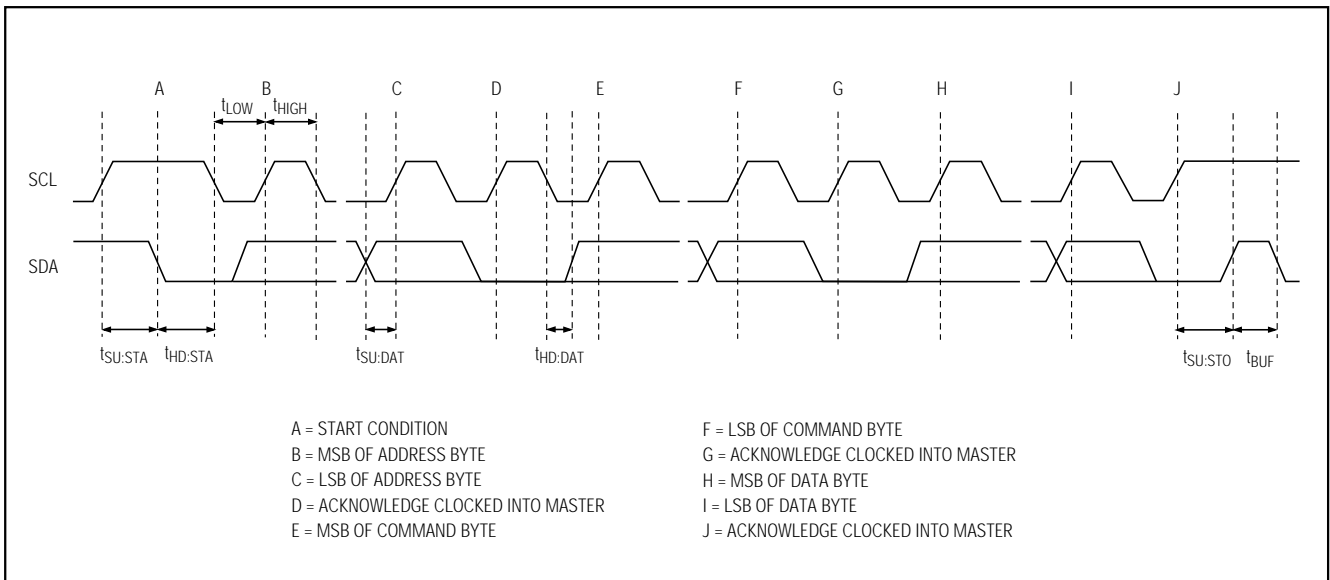 A B C D E F G H I J
tLOW tHIGH
SCL
SDA
tSU:STA tHD:STA tSU:DAT tHD:DAT tSU:STO tBUF
A = START CONDITION
B = MSB OF ADDRESS BYTE
C = LSB OF ADDRESS BYTE
D = ACKNOWLEDGE CLOCKED INTO MASTER
E = MSB OF COMMAND BYTE
F = LSB OF COMMAND BYTE
G = ACKNOWLEDGE CLOCKED INTO MASTER
H = MSB OF DATA BYTE
I = LSB OF DATA BYTE
J = ACKNOWLEDGE CLOCKED INTO MASTER